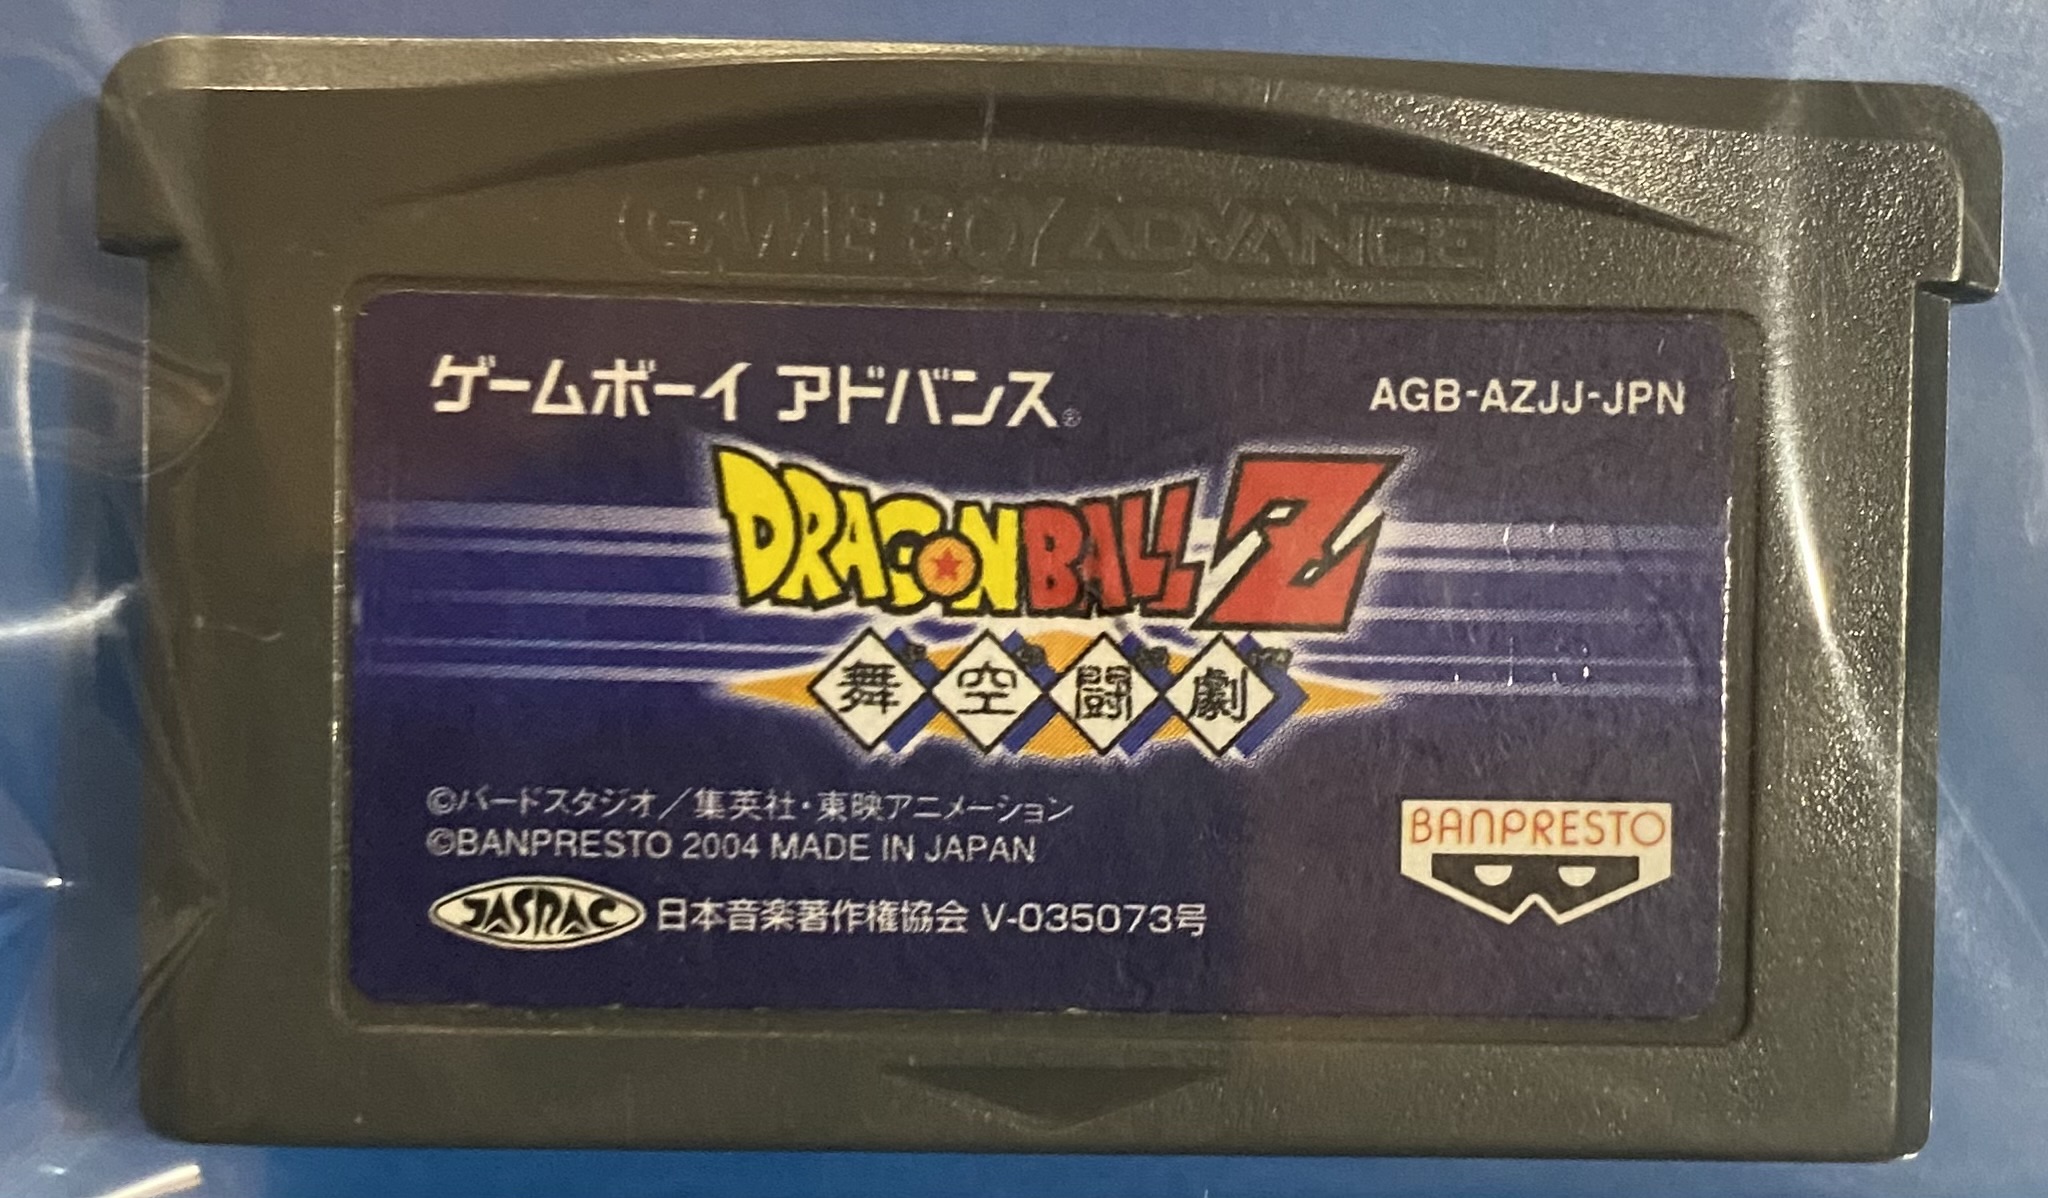 GAME BOY ADVANCE
ゲームボーイ アドバンス®
AGB-AZJJ-JPN
DRAGON BALL Z
舞空闘劇
©バードスタジオ／集英社・東映アニメーション
©BANPRESTO 2004 MADE IN JAPAN
BANPRESTO
JASRAC 日本音楽著作権協会 V-035073号